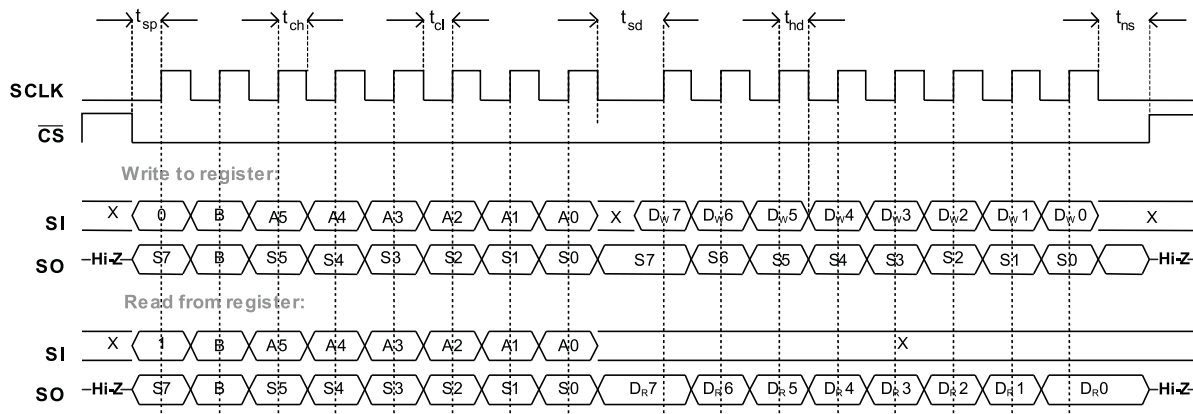 t_sp t_ch t_cl t_sd t_hd t_ns
SCLK
CS
Write to register:
SI X 0 B A5 A4 A3 A2 A1 A0 X D_W7 D_W6 D_W5 D_W4 D_W3 D_W2 D_W1 D_W0 X
SO Hi-Z S7 B S5 S4 S3 S2 S1 S0 S7 S6 S5 S4 S3 S2 S1 S0 Hi-Z
Read from register:
SI X 1 B A5 A4 A3 A2 A1 A0 X
SO Hi-Z S7 B S5 S4 S3 S2 S1 S0 D_R7 D_R6 D_R5 D_R4 D_R3 D_R2 D_R1 D_R0 Hi-Z